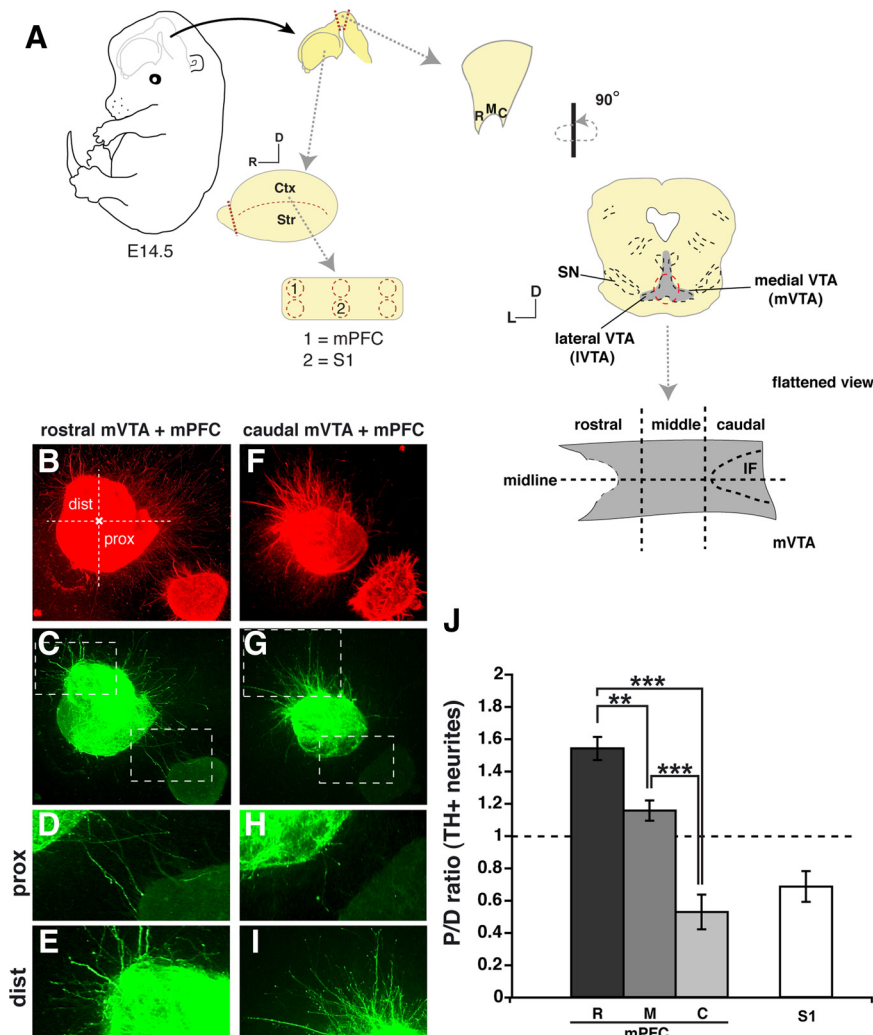 A
E14.5
R
D
Ctx
Str
1
2
1 = mPFC
2 = S1
R M C
90°
L
D
SN
medial VTA
(mVTA)
lateral VTA
(lVTA)
flattened view
rostral middle caudal
midline
IF
mVTA
rostral mVTA + mPFC
caudal mVTA + mPFC
B
dist
prox
F
C
G
prox
D
H
dist
E
I
J
P/D ratio (TH+ neurites)
2
1.8
1.6
1.4
1.2
1
0.8
0.6
0.4
0.2
0
***
**
***
R M C S1
mPFC